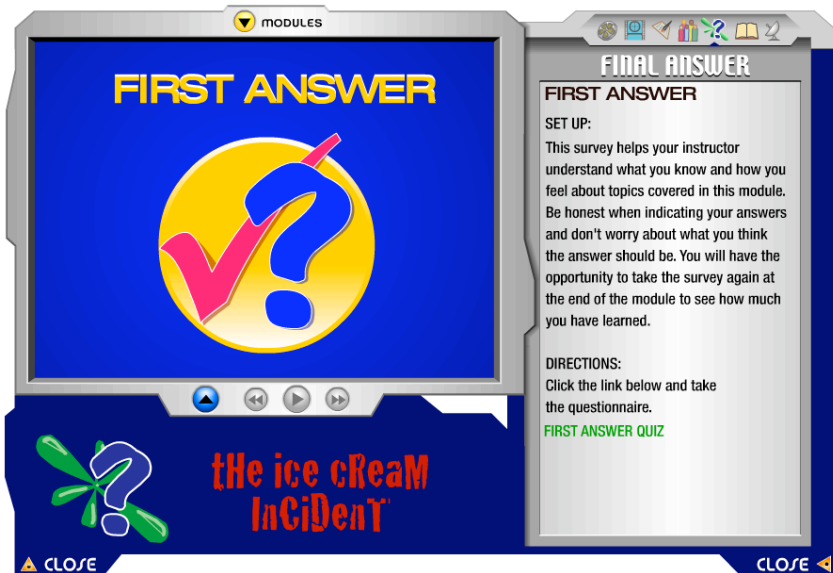 MODULES
FIRST ANSWER
tHe ice cReaM
InCiDenT
CLOSE
FINAL ANSWER
FIRST ANSWER
SET UP:
This survey helps your instructor
understand what you know and how you
feel about topics covered in this module.
Be honest when indicating your answers
and don't worry about what you think
the answer should be. You will have the
opportunity to take the survey again at
the end of the module to see how much
you have learned.
DIRECTIONS:
Click the link below and take
the questionnaire.
FIRST ANSWER QUIZ
CLOSE